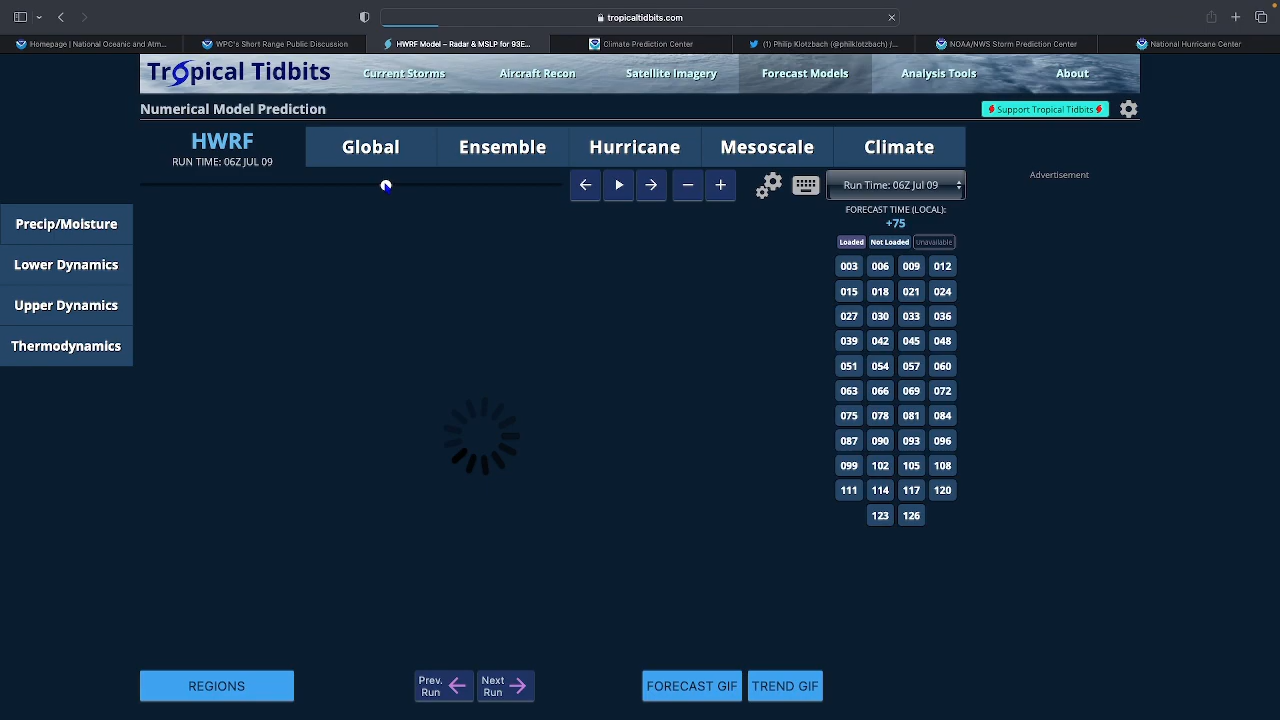 tropicaltidbits.com
Homepage | National Oceanic and Atm...
WPC's Short Range Public Discussion
HWRF Model – Radar & MSLP for 93E...
Climate Prediction Center
(1) Philip Klotzbach (@philklotzbach) /...
NOAA/NWS Storm Prediction Center
National Hurricane Center
Tropical Tidbits
Current Storms
Aircraft Recon
Satellite Imagery
Forecast Models
Analysis Tools
About
Numerical Model Prediction
Support Tropical Tidbits
HWRF
RUN TIME: 06Z JUL 09
Global
Ensemble
Hurricane
Mesoscale
Climate
Run Time: 06Z Jul 09
Advertisement
FORECAST TIME (LOCAL):
+75
Loaded
Not Loaded
Unavailable
Precip/Moisture
Lower Dynamics
Upper Dynamics
Thermodynamics
003 006 009 012
015 018 021 024
027 030 033 036
039 042 045 048
051 054 057 060
063 066 069 072
075 078 081 084
087 090 093 096
099 102 105 108
111 114 117 120
123 126
REGIONS
Prev.
Run
Next
Run
FORECAST GIF
TREND GIF